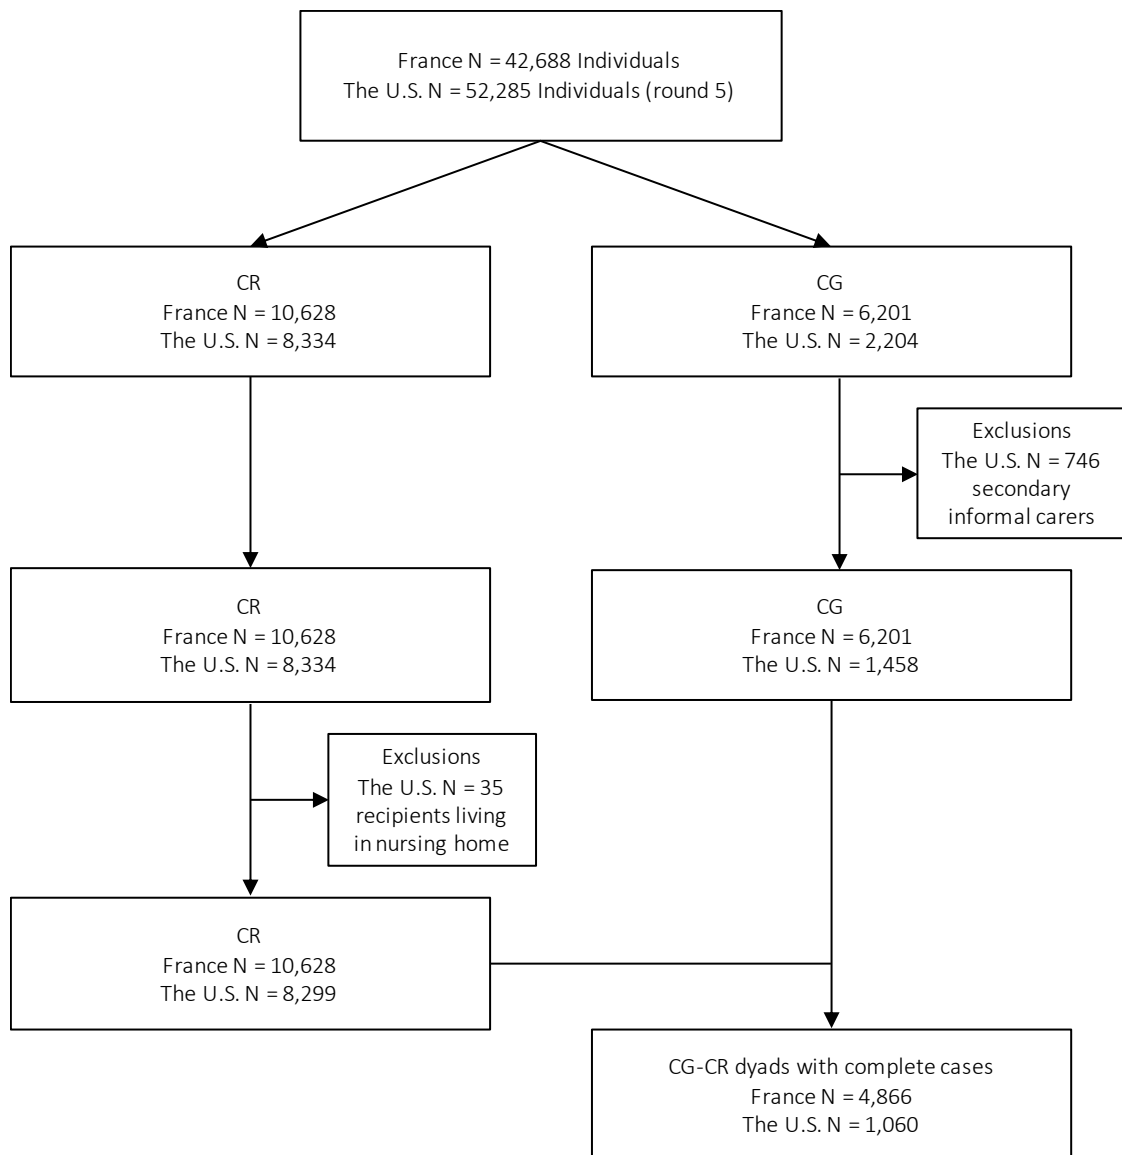 France N = 42,688 Individuals
The U.S. N = 52,285 Individuals (round 5)
CR
France N = 10,628
The U.S. N = 8,334
CG
France N = 6,201
The U.S. N = 2,204
Exclusions
The U.S. N = 746
secondary
informal carers
CR
France N = 10,628
The U.S. N = 8,334
CG
France N = 6,201
The U.S. N = 1,458
Exclusions
The U.S. N = 35
recipients living
in nursing home
CR
France N = 10,628
The U.S. N = 8,299
CG-CR dyads with complete cases
France N = 4,866
The U.S. N = 1,060